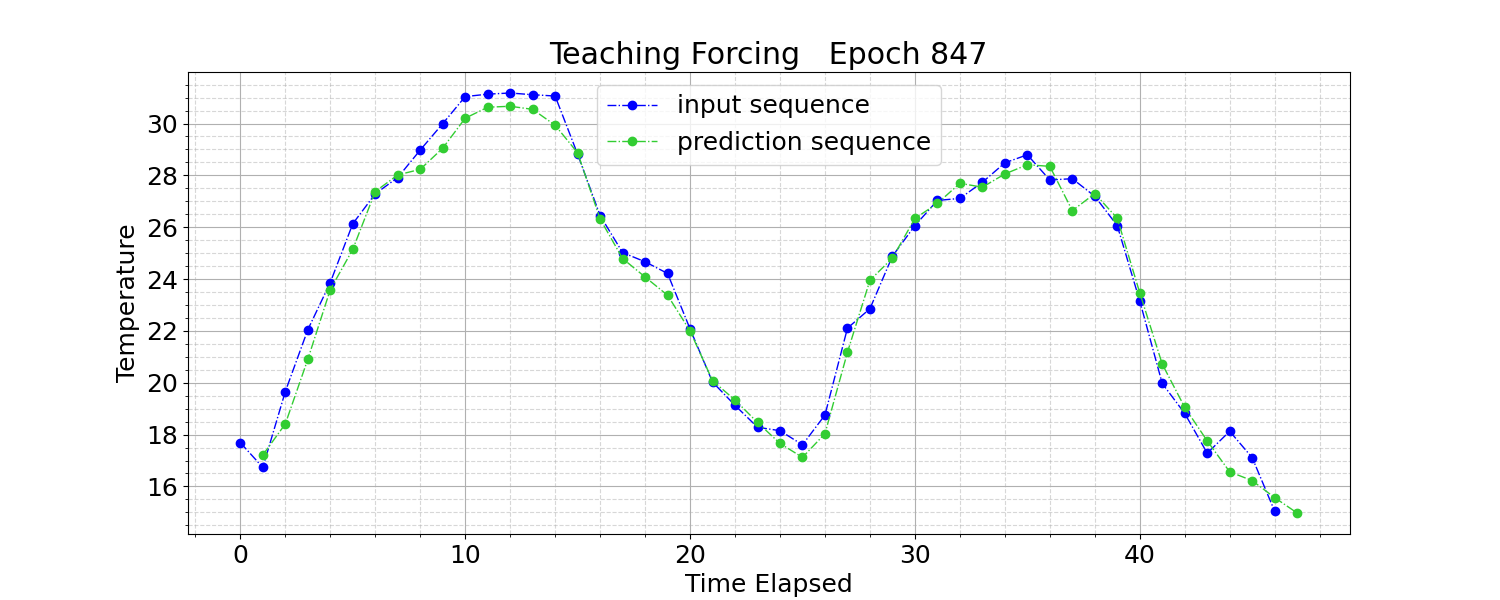 Teaching Forcing   Epoch 847
input sequence
prediction sequence
Temperature
30
28
26
24
22
20
18
16
0 10 20 30 40
Time Elapsed